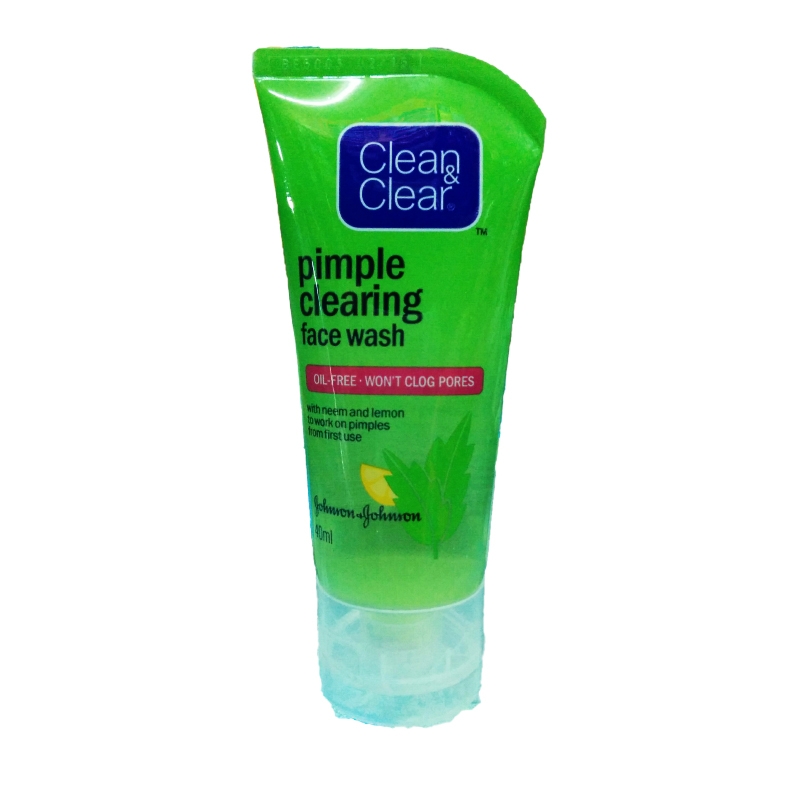 Clean
&
Clear®
TM
pimple
clearing
face wash
OIL-FREE · WON'T CLOG PORES
with neem and lemon
to work on pimples
from first use
Johnson+Johnson
40ml